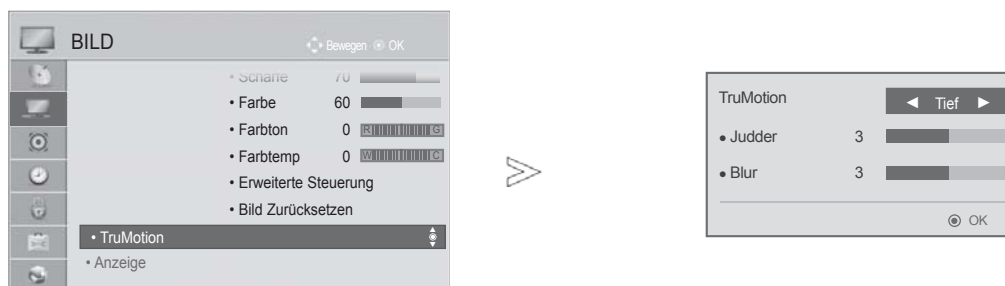 BILD
Bewegen OK
• Schärfe 70
• Farbe 60
• Farbton 0 R G
• Farbtemp 0 W C
• Erweiterte Steuerung
• Bild Zurücksetzen
• TruMotion
• Anzeige
TruMotion ◄ Tief ►
• Judder 3
• Blur 3
OK